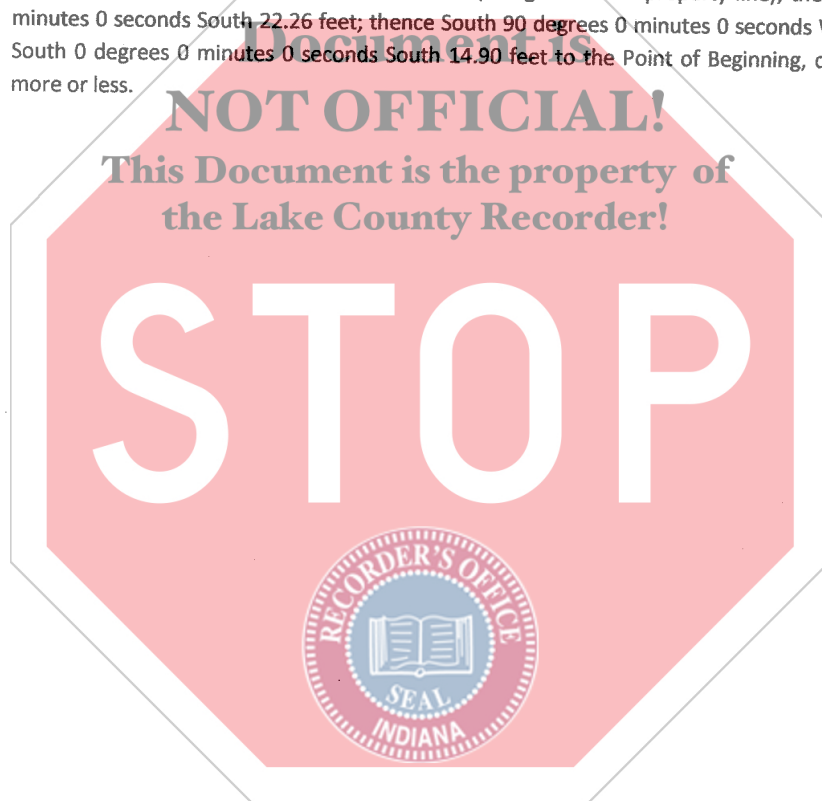 minutes 0 seconds South 22.26 feet; thence South 90 degrees 0 minutes 0 seconds
South 0 degrees 0 minutes 0 seconds South 14.90 feet to the Point of Beginning,
more or less.
Document is
NOT OFFICIAL!
This Document is the property of
the Lake County Recorder!
STOP
RECORDER'S OFFICE
SEAL
INDIANA